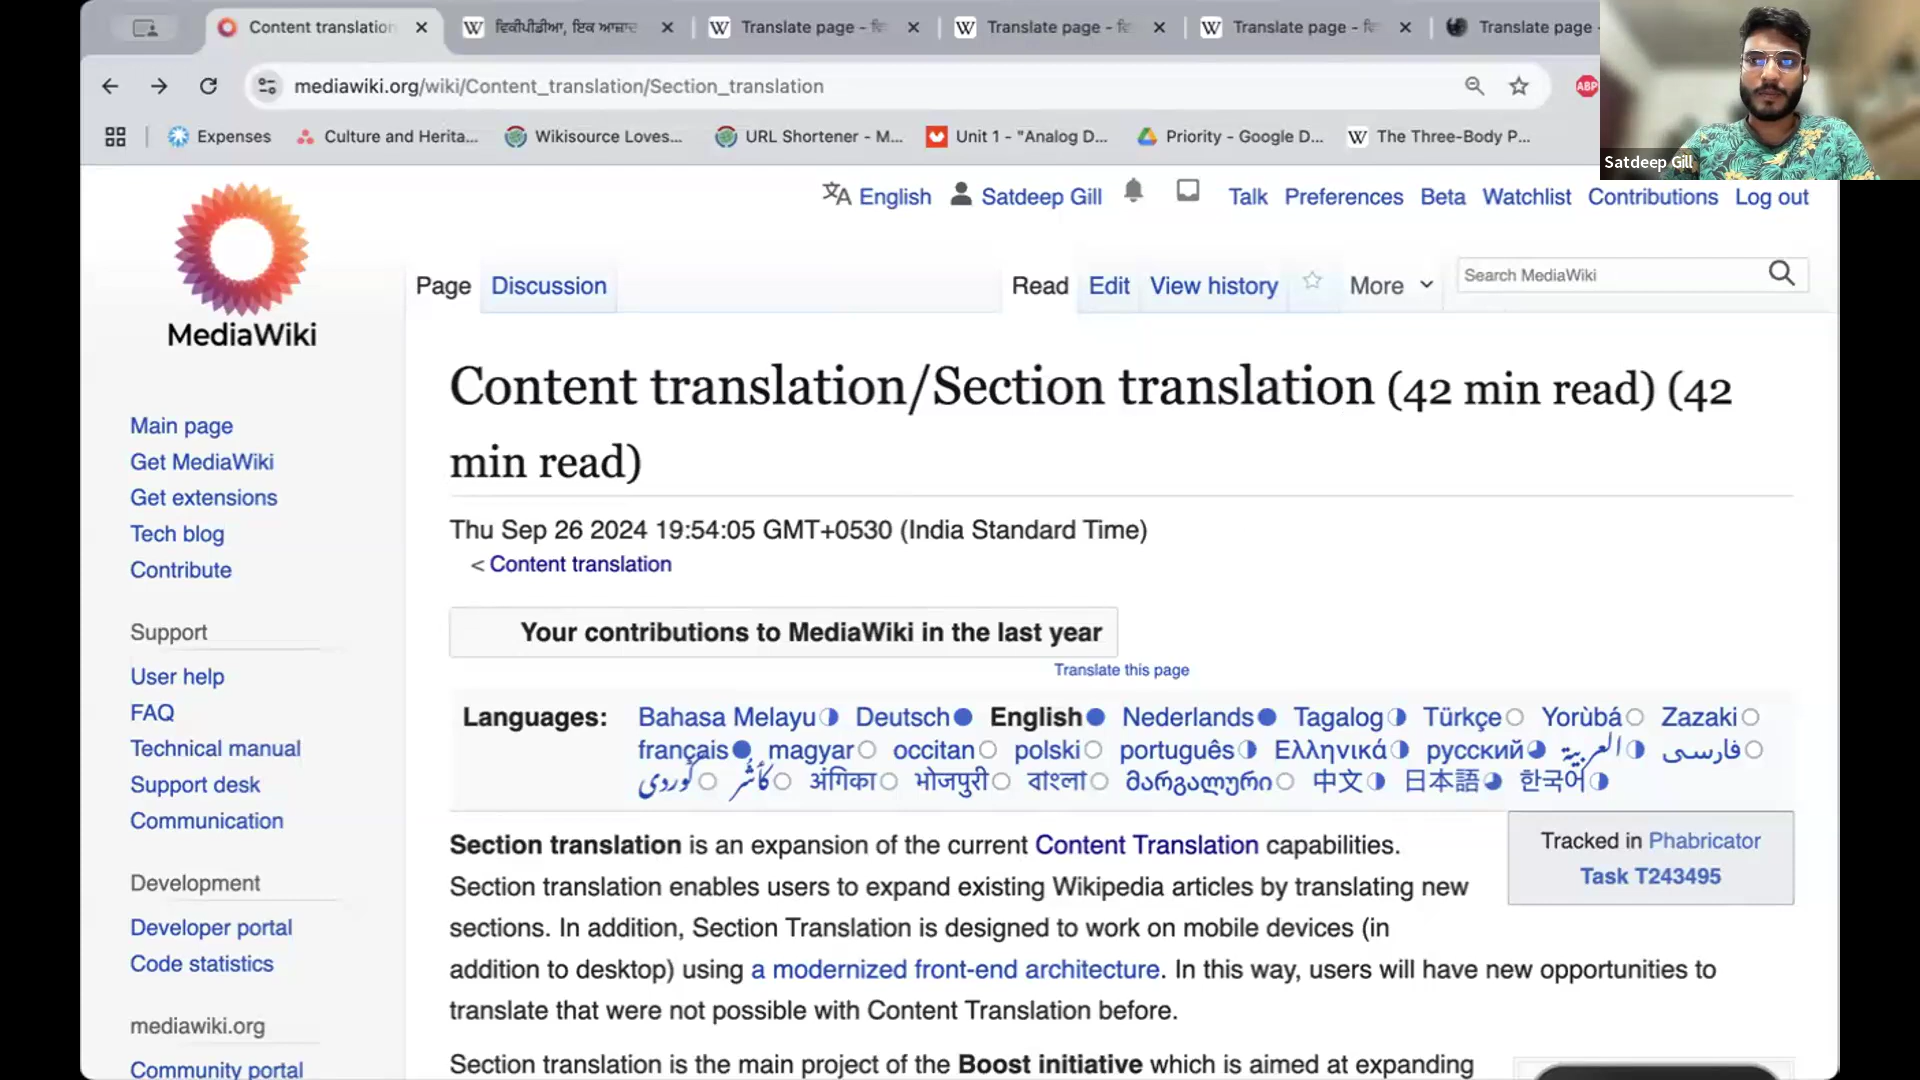 Content translation
ਵਿਕੀਪੀਡੀਆ, ਇਕ ਆਜ਼ਾਦ
Translate page - ਵਿ
Translate page - ਵਿ
Translate page - ਵਿ
Translate page -
mediawiki.org/wiki/Content_translation/Section_translation
ABP
Expenses
Culture and Herita...
Wikisource Loves...
URL Shortener - M...
Unit 1 - "Analog D...
Priority - Google D...
The Three-Body P...
Satdeep Gill
MediaWiki
English Satdeep Gill Talk Preferences Beta Watchlist Contributions Log out
Page Discussion Read Edit View history More Search MediaWiki
Main page
Get MediaWiki
Get extensions
Tech blog
Contribute
Support
User help
FAQ
Technical manual
Support desk
Communication
Development
Developer portal
Code statistics
mediawiki.org
Community portal
Content translation/Section translation (42 min read) (42
min read)
Thu Sep 26 2024 19:54:05 GMT+0530 (India Standard Time)
< Content translation
Your contributions to MediaWiki in the last year
Translate this page
Languages: Bahasa Melayu Deutsch English Nederlands Tagalog Türkçe Yorùbá Zazaki
français magyar occitan polski português Ελληνικά русский العربية فارسی
کوردی کٲشُر अंगिका भोजपुरी বাংলা მარგალური 中文 日本語 한국어
Tracked in Phabricator
Task T243495
Section translation is an expansion of the current Content Translation capabilities.
Section translation enables users to expand existing Wikipedia articles by translating new
sections. In addition, Section Translation is designed to work on mobile devices (in
addition to desktop) using a modernized front-end architecture. In this way, users will have new opportunities to
translate that were not possible with Content Translation before.
Section translation is the main project of the Boost initiative which is aimed at expanding